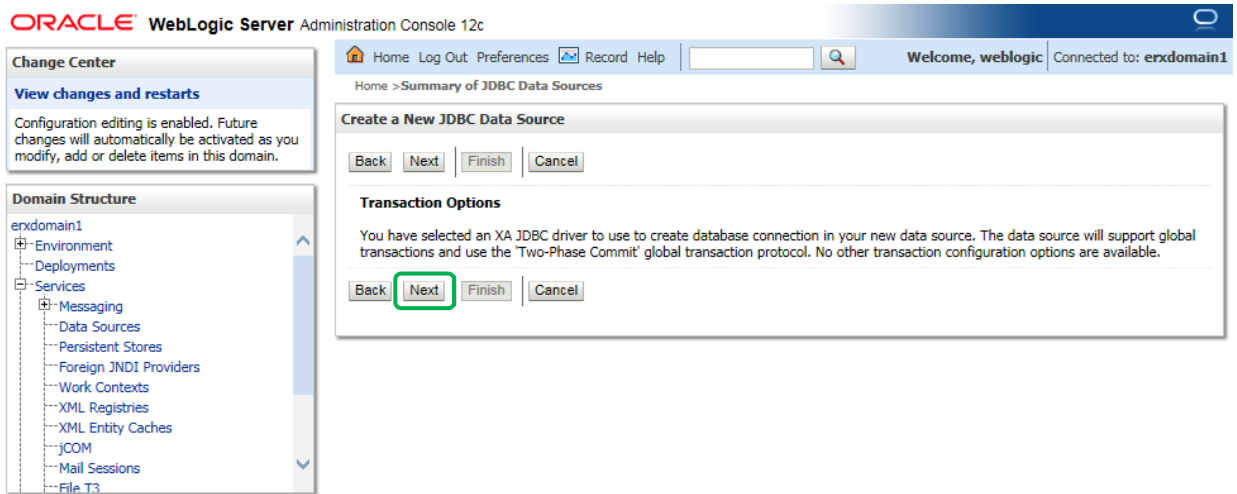 ORACLE WebLogic Server Administration Console 12c
Change Center
View changes and restarts
Configuration editing is enabled. Future
changes will automatically be activated as you
modify, add or delete items in this domain.
Domain Structure
erxdomain1
Environment
Deployments
Services
Messaging
Data Sources
Persistent Stores
Foreign JNDI Providers
Work Contexts
XML Registries
XML Entity Caches
jCOM
Mail Sessions
File T3
Home Log Out Preferences Record Help
Welcome, weblogic Connected to: erxdomain1
Home >Summary of JDBC Data Sources
Create a New JDBC Data Source
Back Next Finish Cancel
Transaction Options
You have selected an XA JDBC driver to use to create database connection in your new data source. The data source will support global
transactions and use the 'Two-Phase Commit' global transaction protocol. No other transaction configuration options are available.
Back Next Finish Cancel